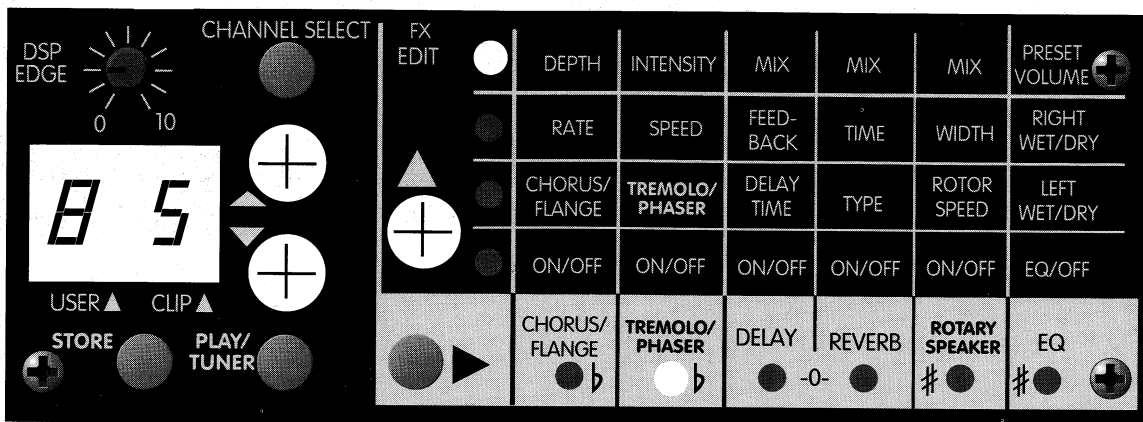 DSP
EDGE
0 10
CHANNEL SELECT
8 5
USER CLIP
STORE
PLAY/
TUNER
FX
EDIT
DEPTH INTENSITY MIX MIX MIX PRESET
VOLUME
RATE SPEED FEED-
BACK TIME WIDTH RIGHT
WET/DRY
CHORUS/
FLANGE TREMOLO/
PHASER DELAY
TIME TYPE ROTOR
SPEED LEFT
WET/DRY
ON/OFF ON/OFF ON/OFF ON/OFF ON/OFF EQ/OFF
CHORUS/
FLANGE ♭
TREMOLO/
PHASER ♭
DELAY REVERB
-0-
ROTARY
SPEAKER
♯
EQ
♯